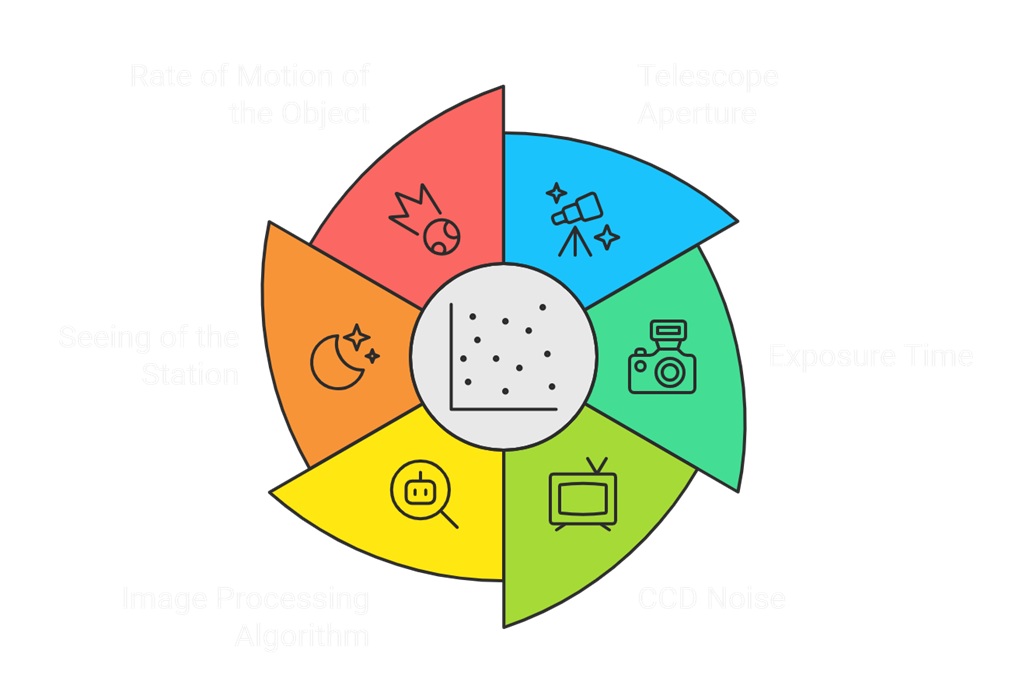 Rate of Motion of
the Object
Telescope
Aperture
Seeing of the
Station
Exposure Time
Image Processing
Algorithm
CCD Noise